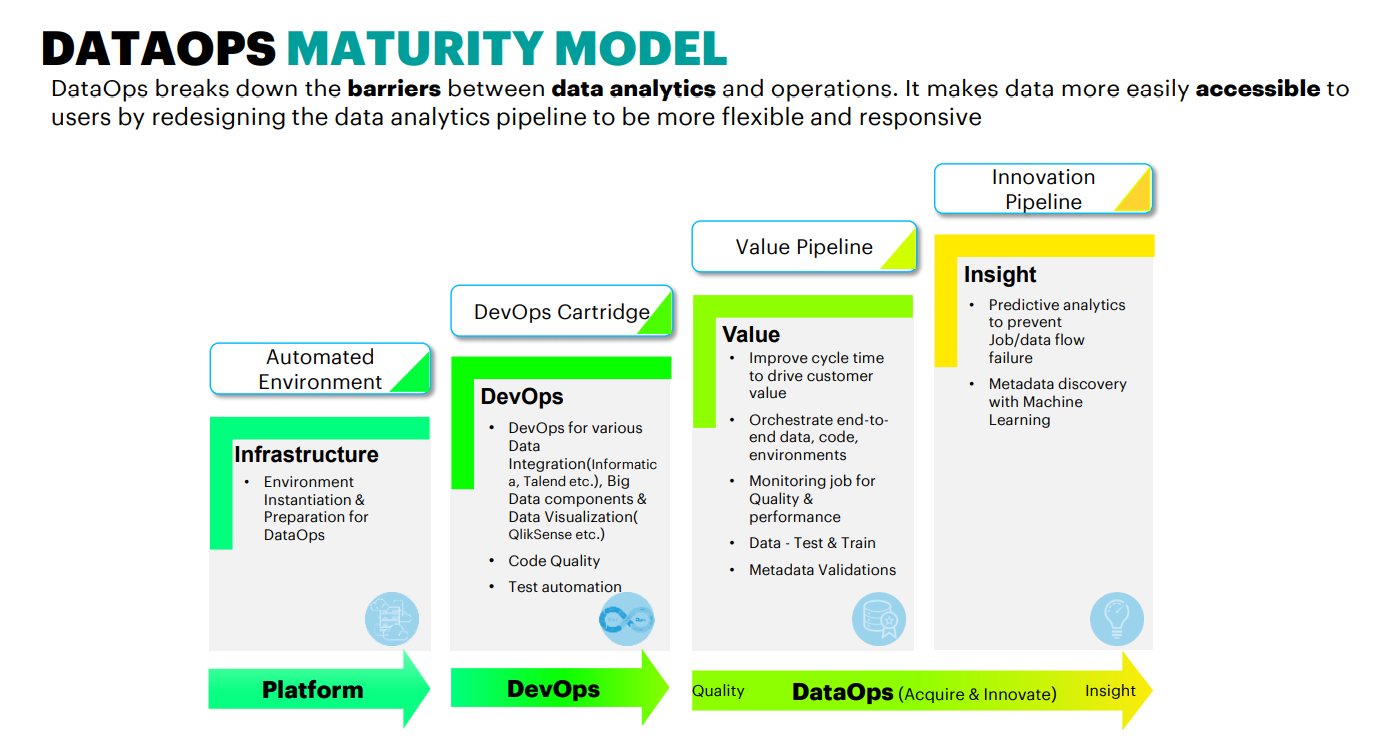 DATAOPS MATURITY MODEL
DataOps breaks down the barriers between data analytics and operations. It makes data more easily accessible to
users by redesigning the data analytics pipeline to be more flexible and responsive
Automated
Environment
Infrastructure
• Environment
Instantiation &
Preparation for
DataOps
DevOps Cartridge
DevOps
• DevOps for various
Data
Integration(Informatic
a, Talend etc.), Big
Data components &
Data Visualization(
QlikSense etc.)
• Code Quality
• Test automation
Value Pipeline
Value
• Improve cycle time
to drive customer
value
• Orchestrate end-to-
end data, code,
environments
• Monitoring job for
Quality &
performance
• Data - Test & Train
• Metadata Validations
Innovation
Pipeline
Insight
• Predictive analytics
to prevent
Job/data flow
failure
• Metadata discovery
with Machine
Learning
Platform
DevOps
Quality DataOps (Acquire & Innovate) Insight